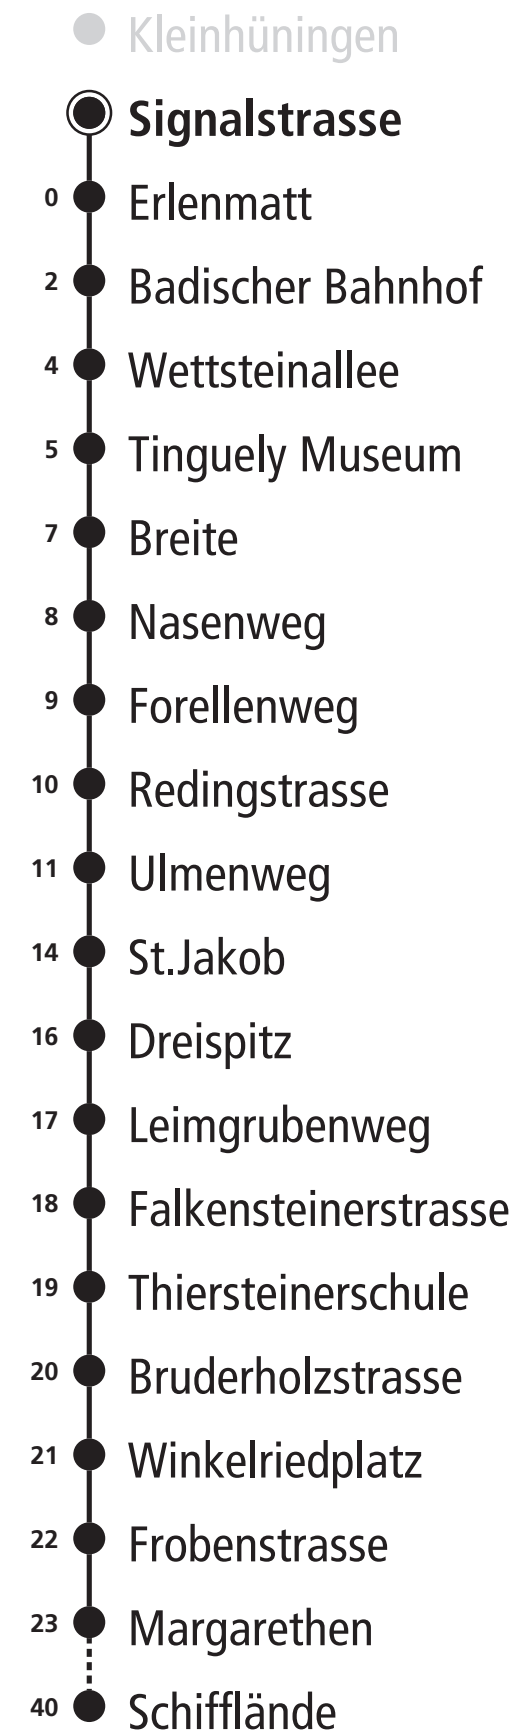 Kleinhüningen
Signalstrasse
0 Erlenmatt
2 Badischer Bahnhof
4 Wettsteinallee
5 Tinguely Museum
7 Breite
8 Nasenweg
9 Forellenweg
10 Redingstrasse
11 Ulmenweg
14 St.Jakob
16 Dreispitz
17 Leimgrubenweg
18 Falkensteinerstrasse
19 Thiersteinerschule
20 Bruderholzstrasse
21 Winkelriedplatz
22 Frobenstrasse
23 Margarethen
40 Schifflände